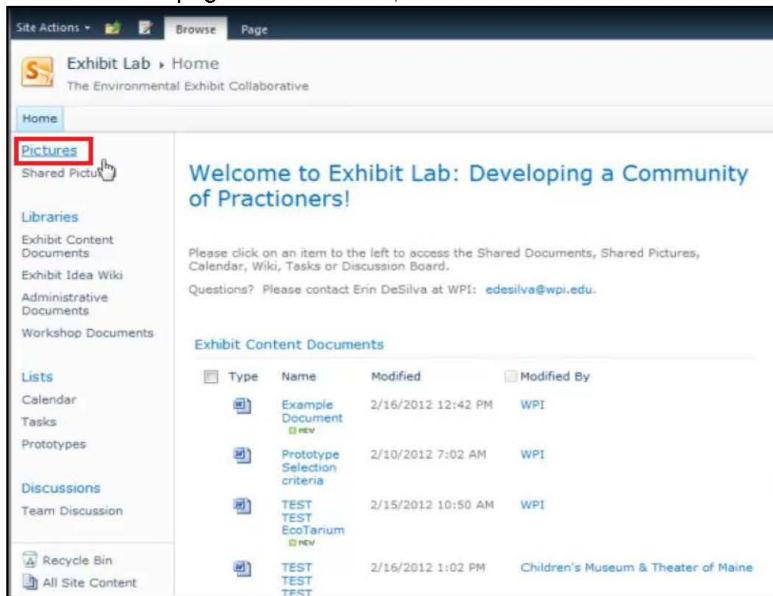 Site Actions
Browse
Page
Exhibit Lab ▸ Home
The Environmental Exhibit Collaborative
Home
Pictures
Shared
Libraries
Exhibit Content
Documents
Exhibit Idea Wiki
Administrative
Documents
Workshop Documents
Lists
Calendar
Tasks
Prototypes
Discussions
Team Discussion
Recycle Bin
All Site Content
Welcome to Exhibit Lab: Developing a Community
of Practioners!
Please click on an item to the left to access the Shared Documents, Shared Pictures,
Calendar, Wiki, Tasks or Discussion Board.
Questions? Please contact Erin DeSilva at WPI: edesilva@wpi.edu.
Exhibit Content Documents
Type Name Modified Modified By
Example 2/16/2012 12:42 PM WPI
Document
NEW
Prototype 2/10/2012 7:02 AM WPI
Selection
criteria
TEST 2/15/2012 10:50 AM WPI
TEST
EcoTarium
NEW
TEST 2/16/2012 1:02 PM Children's Museum & Theater of Maine
TEST
TEST